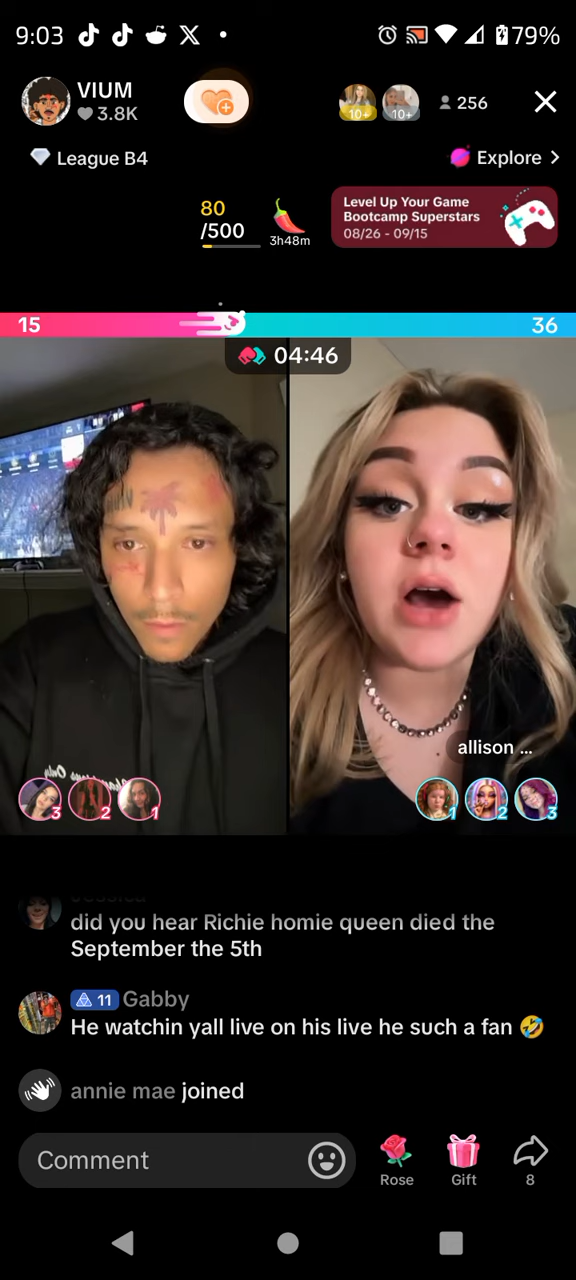 9:03
79%
VIUM
3.8K
10+
10+
256
League B4
Explore
80
/500
3h48m
Level Up Your Game
Bootcamp Superstars
08/26 - 09/15
15
36
04:46
allison ...
3
2
1
1
2
3
Jessica
did you hear Richie homie queen died the
September the 5th
11 Gabby
He watchin yall live on his live he such a fan 🤣
annie mae joined
Comment
Rose
Gift
8